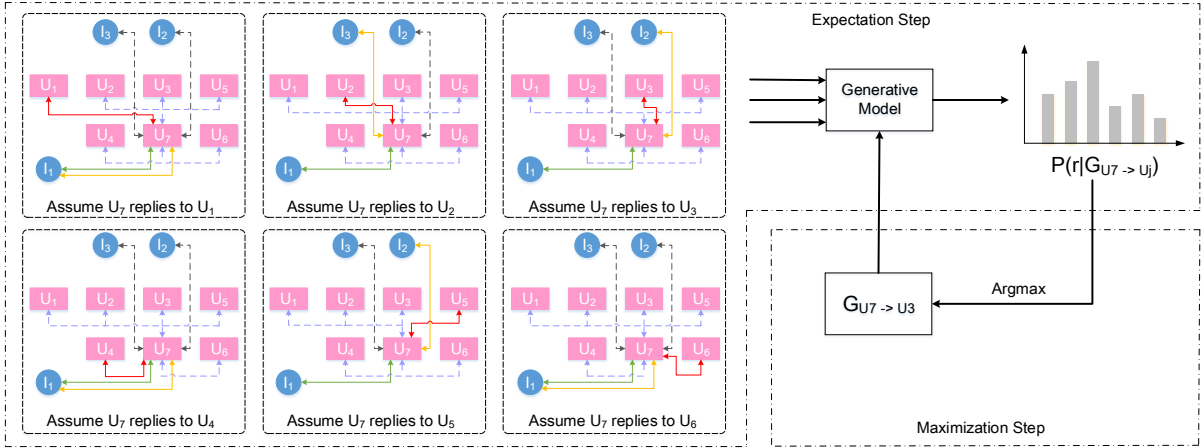 I3 I2
U1 U2 U3 U5
U4 U7 U6
I1
Assume U7 replies to U1
I3 I2
U1 U2 U3 U5
U4 U7 U6
I1
Assume U7 replies to U2
I3 I2
U1 U2 U3 U5
U4 U7 U6
I1
Assume U7 replies to U3
I3 I2
U1 U2 U3 U5
U4 U7 U6
I1
Assume U7 replies to U4
I3 I2
U1 U2 U3 U5
U4 U7 U6
I1
Assume U7 replies to U5
I3 I2
U1 U2 U3 U5
U4 U7 U6
I1
Assume U7 replies to U6
Expectation Step
Generative
Model
P(r|GU7 -> Uj)
Argmax
GU7 -> U3
Maximization Step